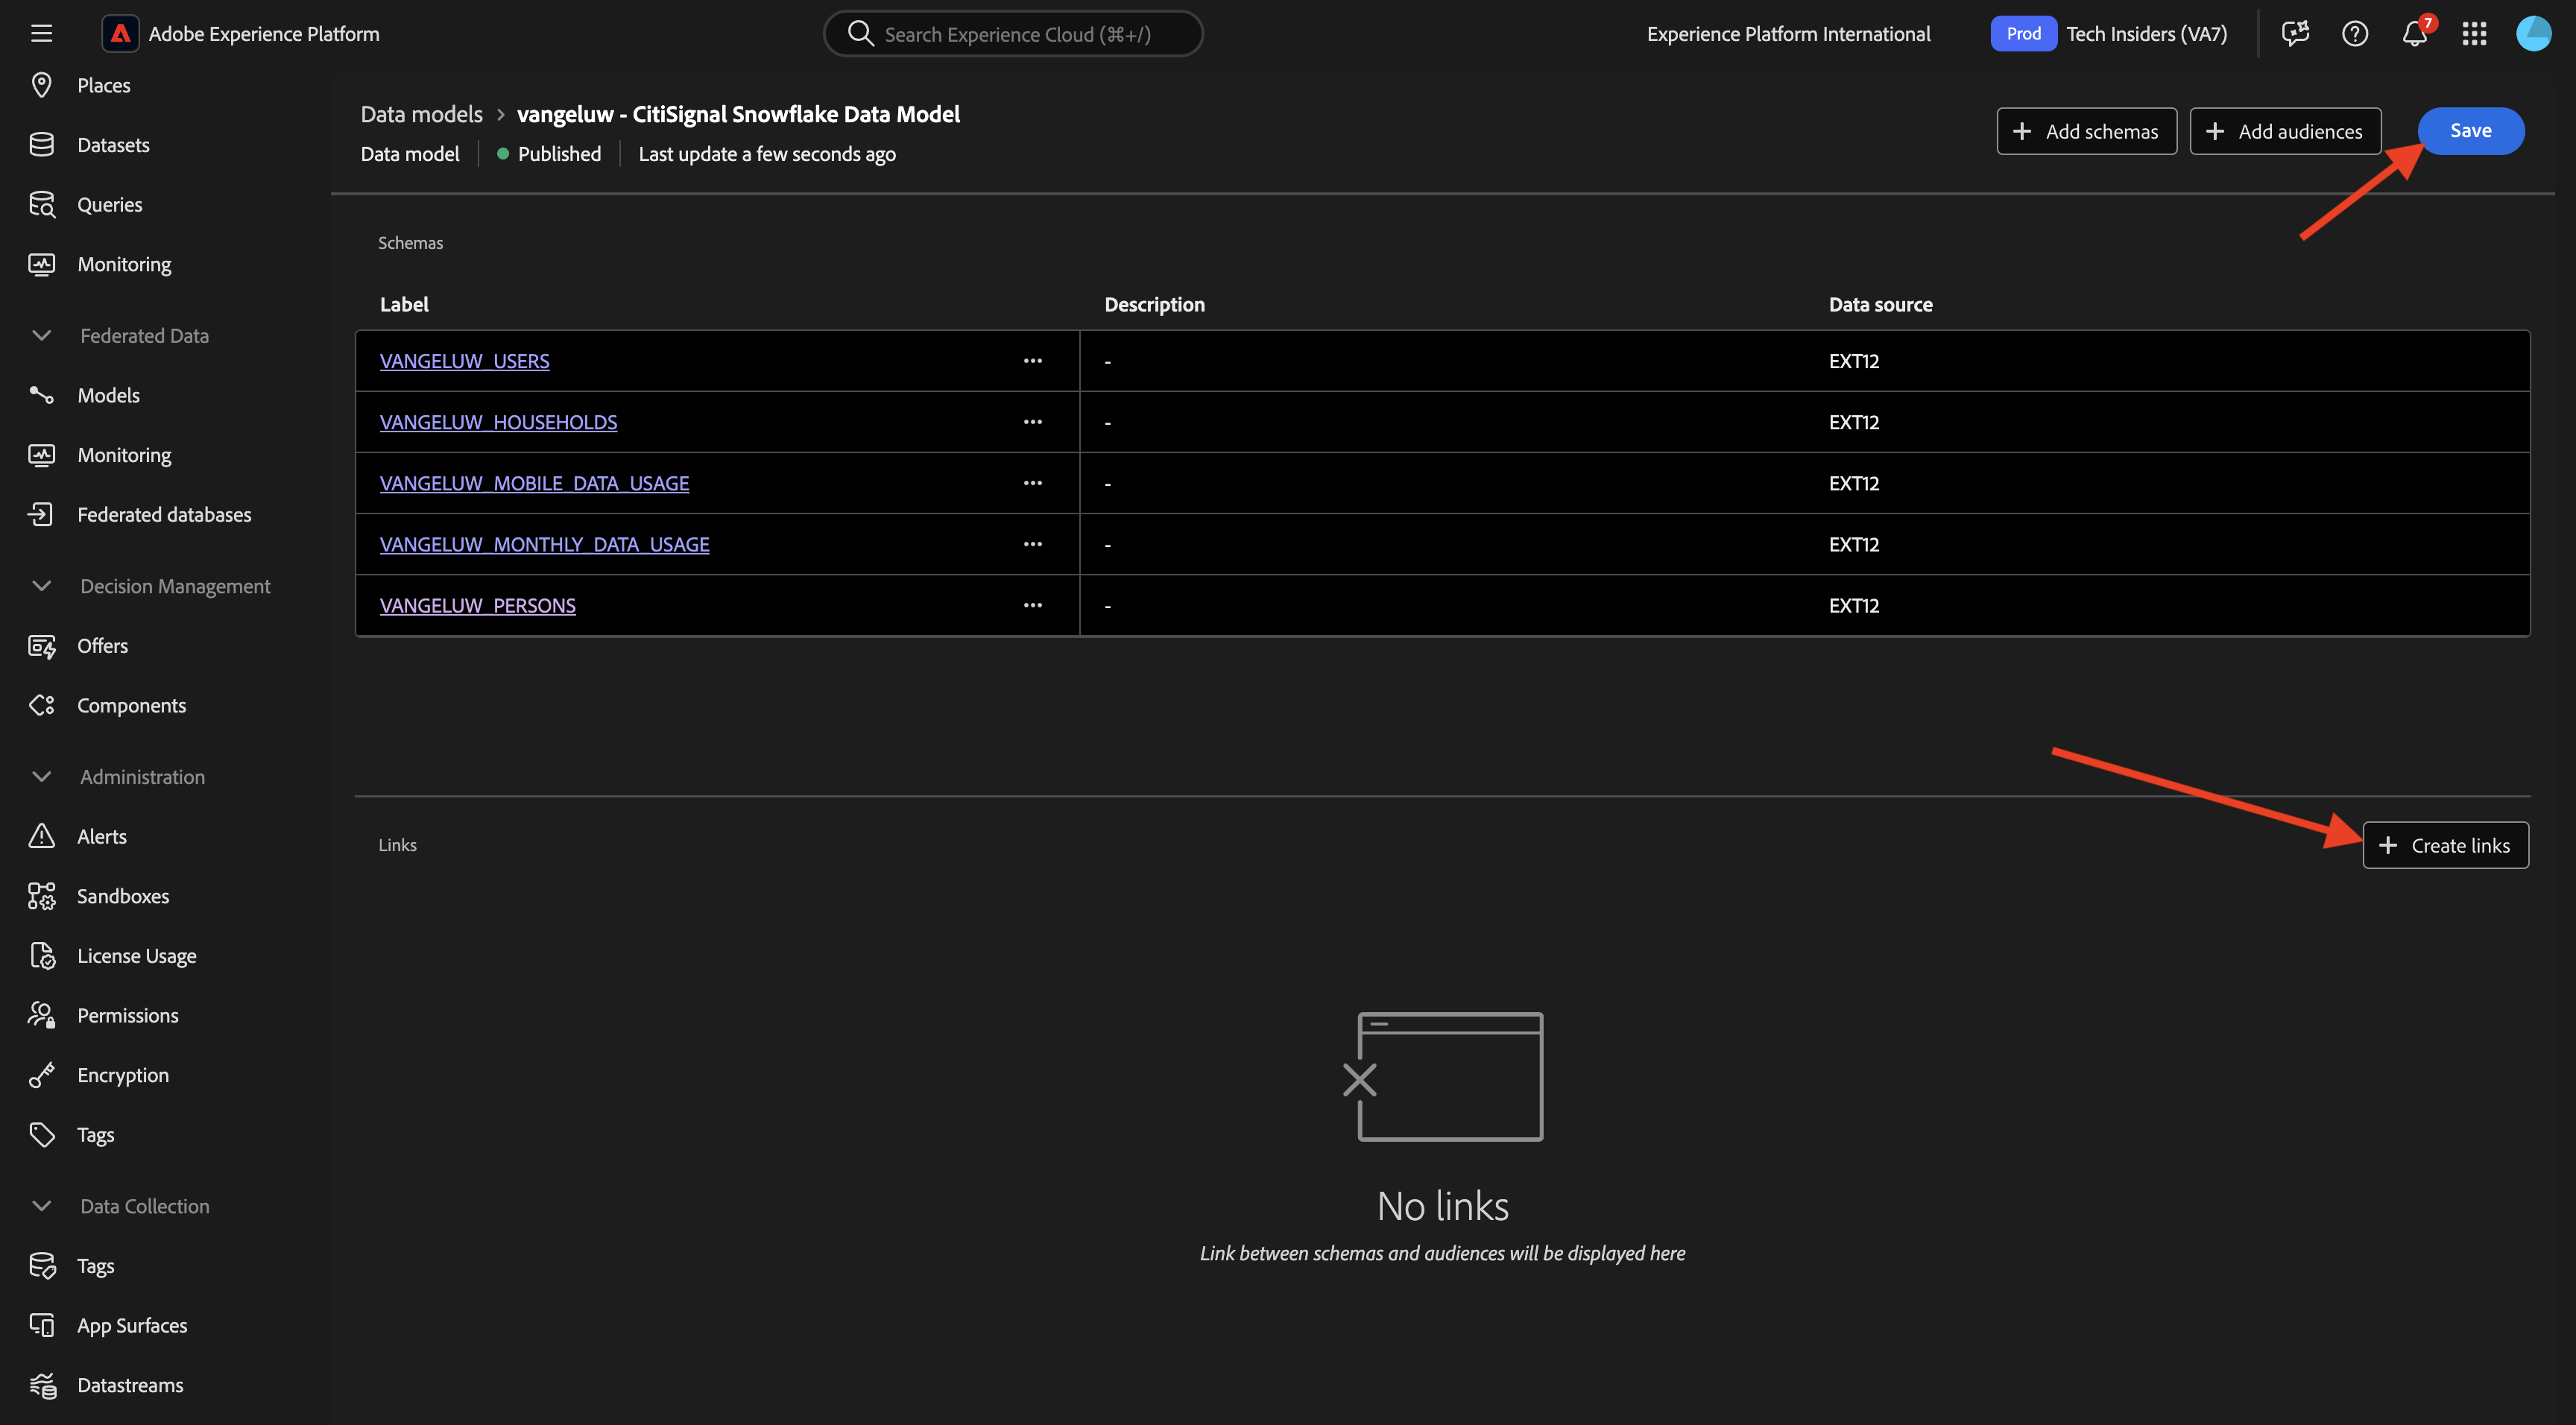 Adobe Experience Platform
Search Experience Cloud (⌘+/)
Experience Platform International
Prod
Tech Insiders (VA7)
7
Places
Datasets
Queries
Monitoring
Federated Data
Models
Monitoring
Federated databases
Decision Management
Offers
Components
Administration
Alerts
Sandboxes
License Usage
Permissions
Encryption
Tags
Data Collection
Tags
App Surfaces
Datastreams
Data models > vangeluw - CitiSignal Snowflake Data Model
Data model | Published | Last update a few seconds ago
+ Add schemas
+ Add audiences
Save
Schemas
Label Description Data source
VANGELUW_USERS ••• - EXT12
VANGELUW_HOUSEHOLDS ••• - EXT12
VANGELUW_MOBILE_DATA_USAGE ••• - EXT12
VANGELUW_MONTHLY_DATA_USAGE ••• - EXT12
VANGELUW_PERSONS ••• - EXT12
Links
+ Create links
No links
Link between schemas and audiences will be displayed here